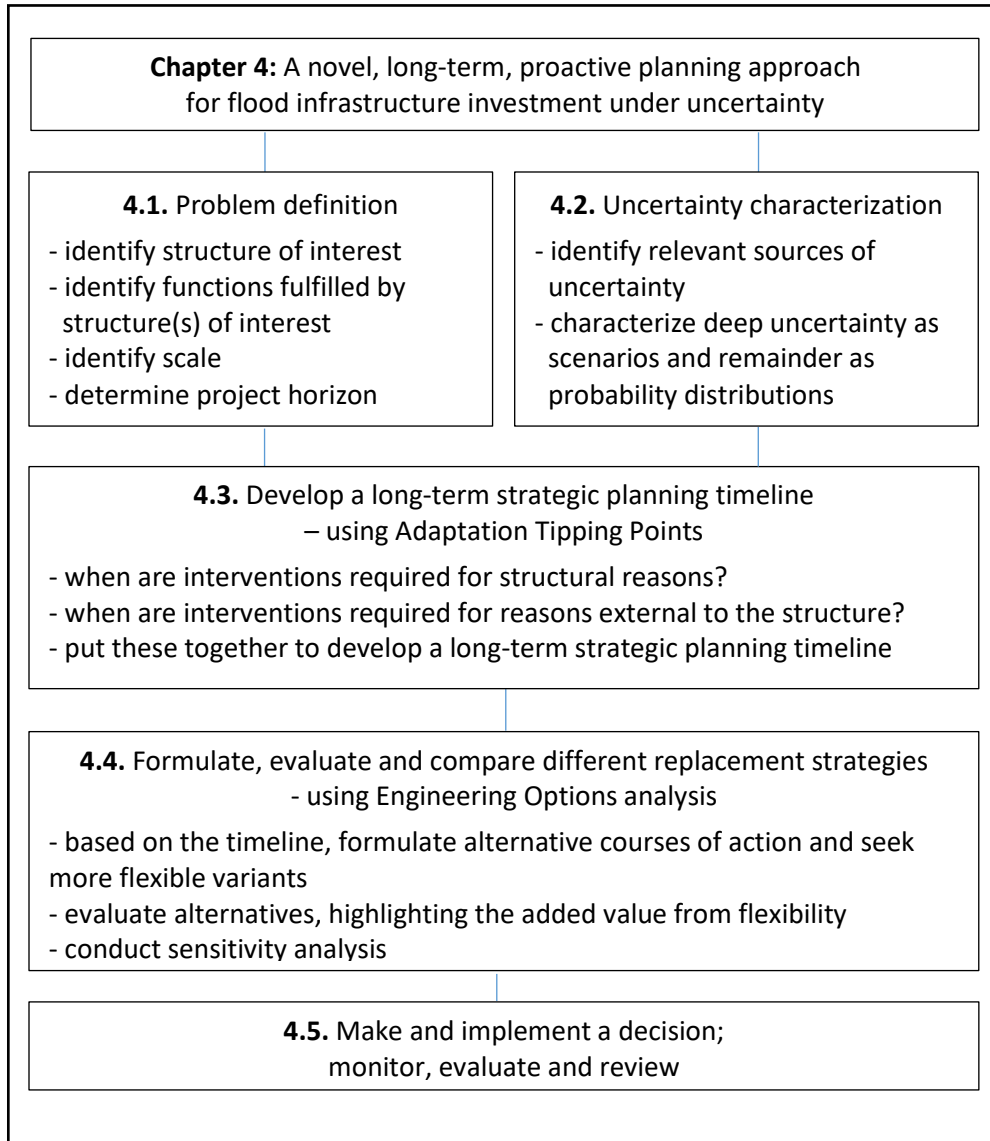 Chapter 4: A novel, long-term, proactive planning approach
for flood infrastructure investment under uncertainty
4.1. Problem definition
- identify structure of interest
- identify functions fulfilled by
structure(s) of interest
- identify scale
- determine project horizon
4.2. Uncertainty characterization
- identify relevant sources of
uncertainty
- characterize deep uncertainty as
scenarios and remainder as
probability distributions
4.3. Develop a long-term strategic planning timeline
– using Adaptation Tipping Points
- when are interventions required for structural reasons?
- when are interventions required for reasons external to the structure?
- put these together to develop a long-term strategic planning timeline
4.4. Formulate, evaluate and compare different replacement strategies
- using Engineering Options analysis
- based on the timeline, formulate alternative courses of action and seek
more flexible variants
- evaluate alternatives, highlighting the added value from flexibility
- conduct sensitivity analysis
4.5. Make and implement a decision;
monitor, evaluate and review